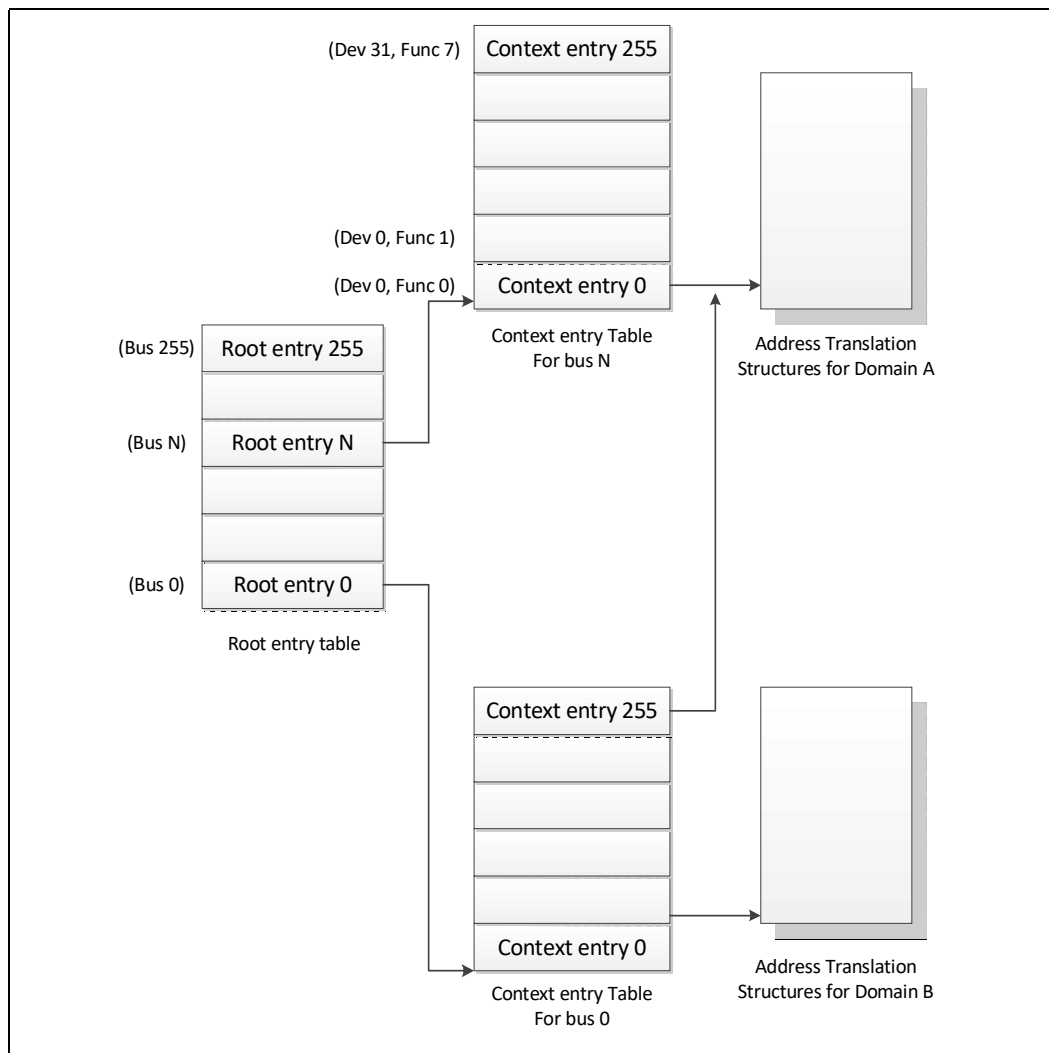 (Dev 31, Func 7)
Context entry 255
(Dev 0, Func 1)
(Dev 0, Func 0)
Context entry 0
Context entry Table
For bus N
Address Translation
Structures for Domain A
(Bus 255)
Root entry 255
(Bus N)
Root entry N
(Bus 0)
Root entry 0
Root entry table
Context entry 255
Context entry 0
Context entry Table
For bus 0
Address Translation
Structures for Domain B